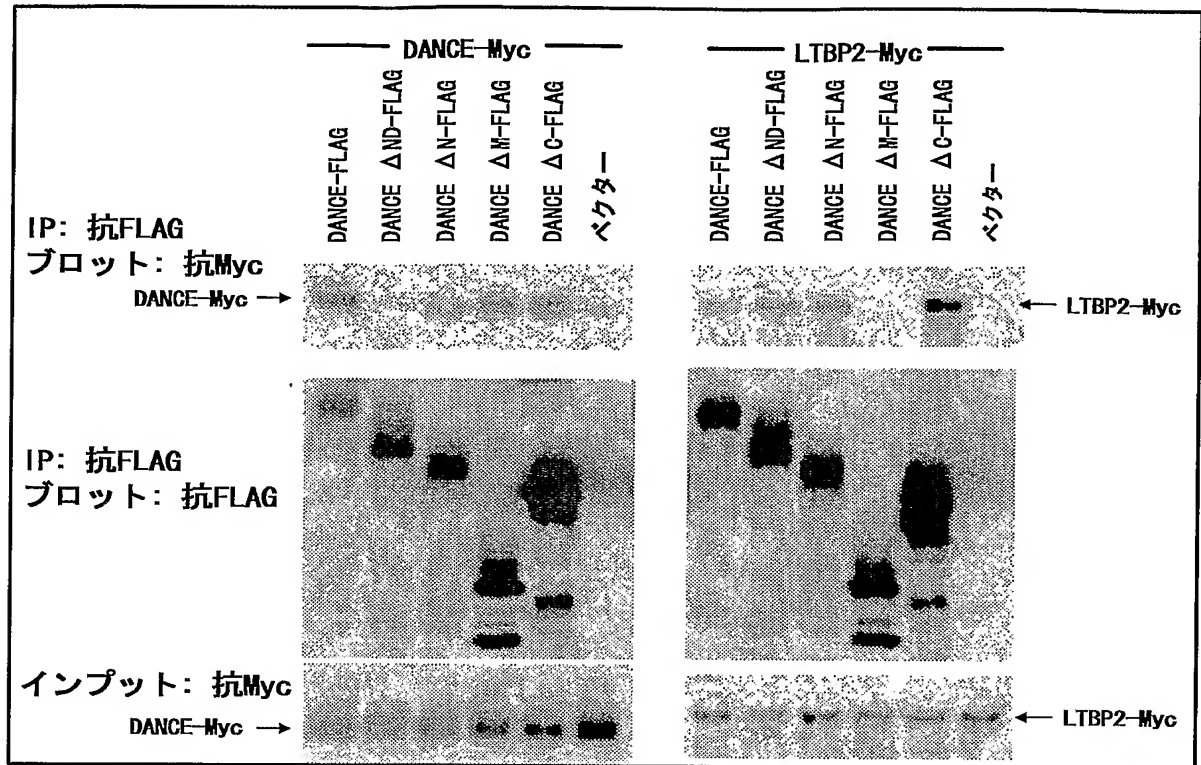 DANCE-Myc
LTBP2-Myc
DANCE-FLAG
DANCE ΔND-FLAG
DANCE ΔN-FLAG
DANCE ΔM-FLAG
DANCE ΔC-FLAG
ベクター
DANCE-FLAG
DANCE ΔND-FLAG
DANCE ΔN-FLAG
DANCE ΔM-FLAG
DANCE ΔC-FLAG
ベクター
IP: 抗FLAG
ブロット: 抗Myc
DANCE-Myc →
← LTBP2-Myc
IP: 抗FLAG
ブロット: 抗FLAG
インプット: 抗Myc
DANCE-Myc →
← LTBP2-Myc